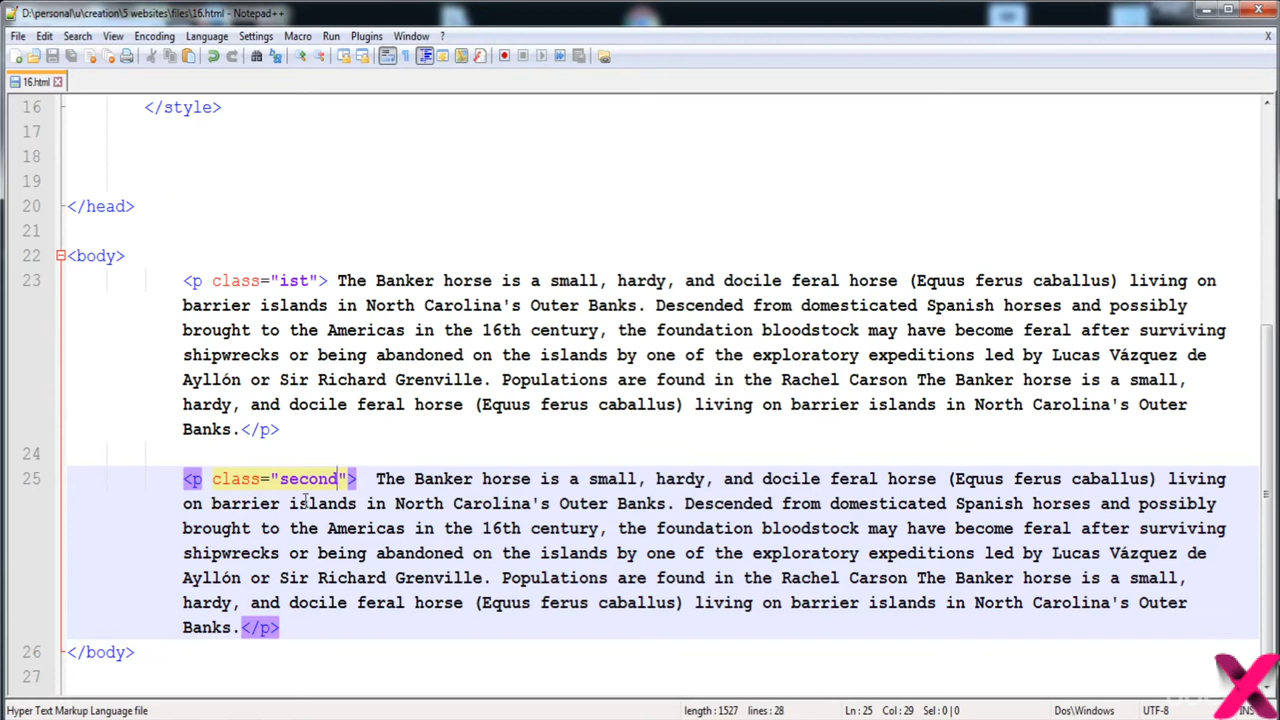 D:\personal\u\creation\5 websites\files\16.html - Notepad++
File Edit Search View Encoding Language Settings Macro Run Plugins Window ? X
16.html
16 </style>
17
18
19
20 </head>
21
22 <body>
23 <p class="ist"> The Banker horse is a small, hardy, and docile feral horse (Equus ferus caballus) living on
barrier islands in North Carolina's Outer Banks. Descended from domesticated Spanish horses and possibly
brought to the Americas in the 16th century, the foundation bloodstock may have become feral after surviving
shipwrecks or being abandoned on the islands by one of the exploratory expeditions led by Lucas Vázquez de
Ayllón or Sir Richard Grenville. Populations are found in the Rachel Carson The Banker horse is a small,
hardy, and docile feral horse (Equus ferus caballus) living on barrier islands in North Carolina's Outer
Banks.</p>
24
25 <p class="second"> The Banker horse is a small, hardy, and docile feral horse (Equus ferus caballus) living
on barrier islands in North Carolina's Outer Banks. Descended from domesticated Spanish horses and possibly
brought to the Americas in the 16th century, the foundation bloodstock may have become feral after surviving
shipwrecks or being abandoned on the islands by one of the exploratory expeditions led by Lucas Vázquez de
Ayllón or Sir Richard Grenville. Populations are found in the Rachel Carson The Banker horse is a small,
hardy, and docile feral horse (Equus ferus caballus) living on barrier islands in North Carolina's Outer
Banks.</p>
26 </body>
27
Hyper Text Markup Language file length : 1527 lines : 28 Ln : 25 Col : 29 Sel : 0 | 0 Dos\Windows UTF-8 INS